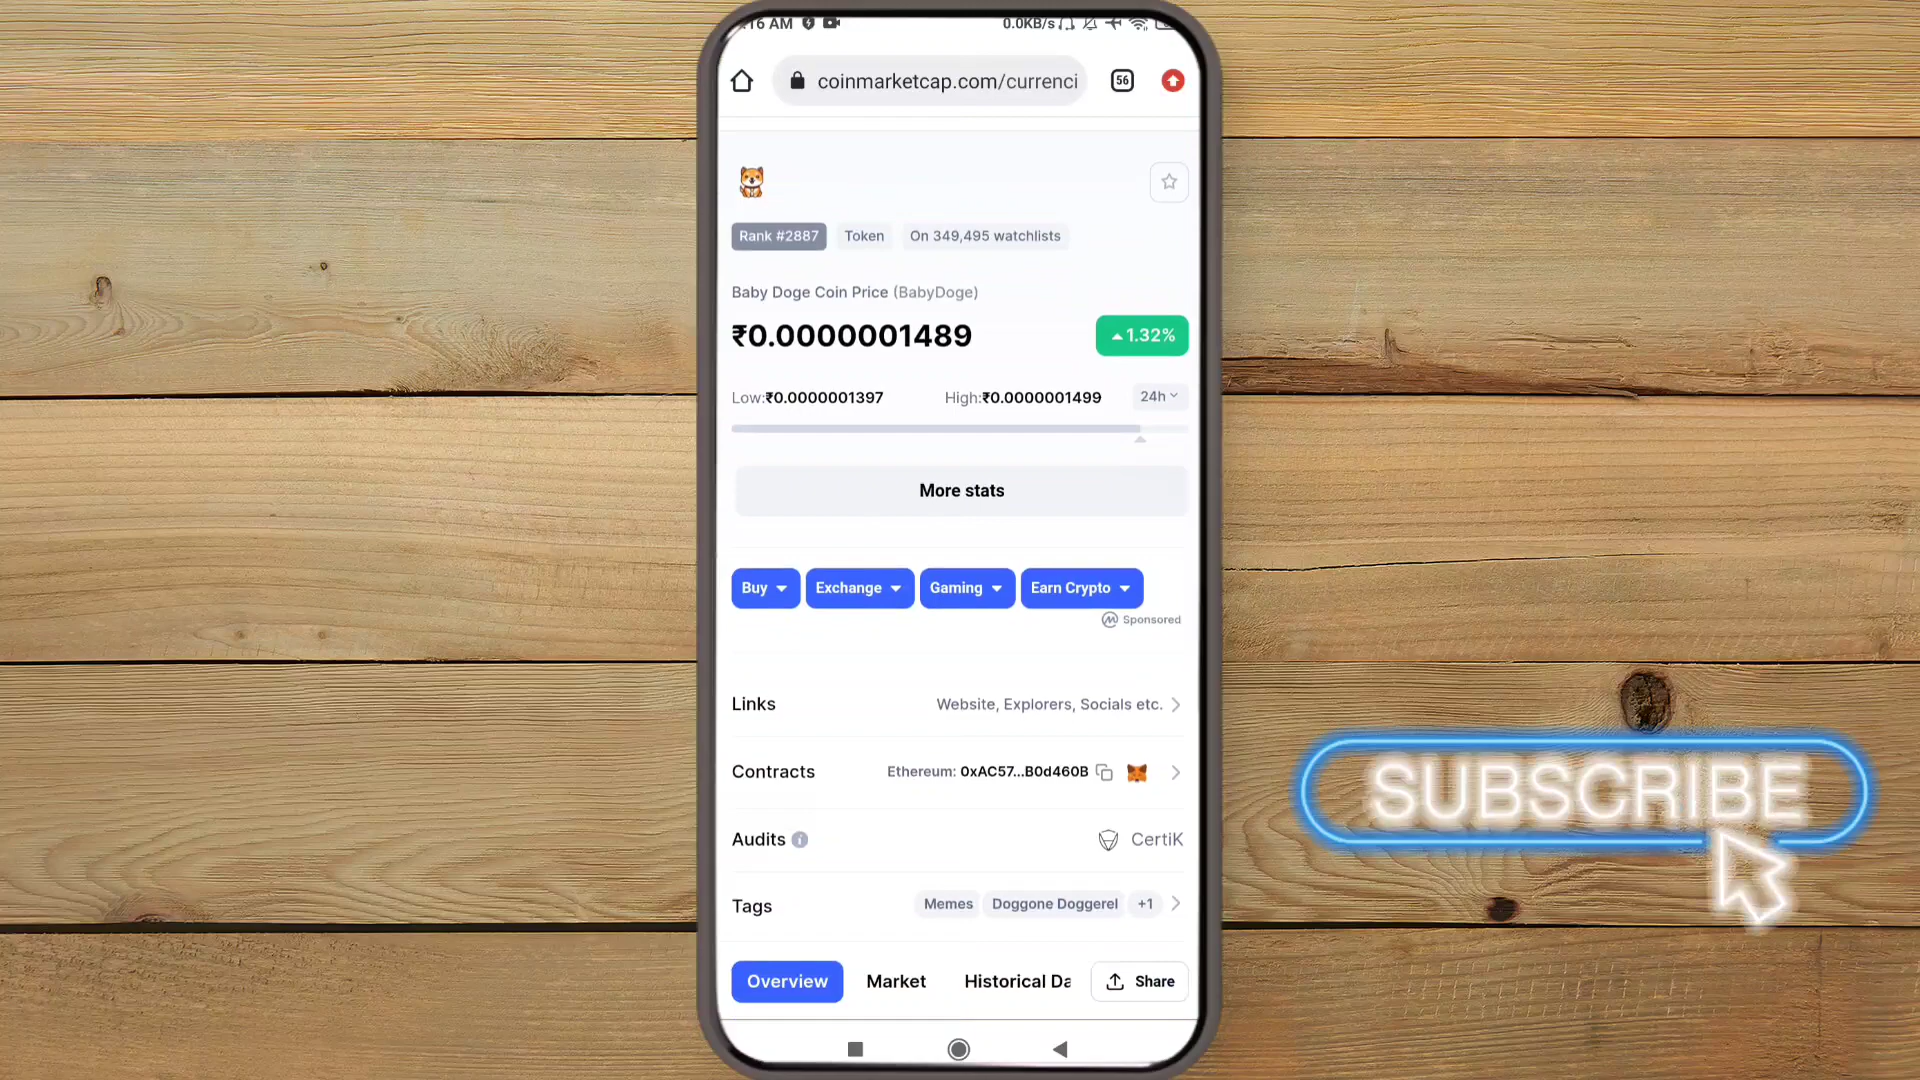 :16 AM 0.0KB/s
coinmarketcap.com/currenci 56
Rank #2887 Token On 349,495 watchlists
Baby Doge Coin Price (BabyDoge)
₹0.0000001489 1.32%
Low:₹0.0000001397 High:₹0.0000001499 24h
More stats
Buy Exchange Gaming Earn Crypto
Sponsored
Links Website, Explorers, Socials etc.
Contracts Ethereum: 0xAC57...B0d460B
Audits CertiK
Tags Memes Doggone Doggerel +1
Overview Market Historical Da Share
SUBSCRIBE